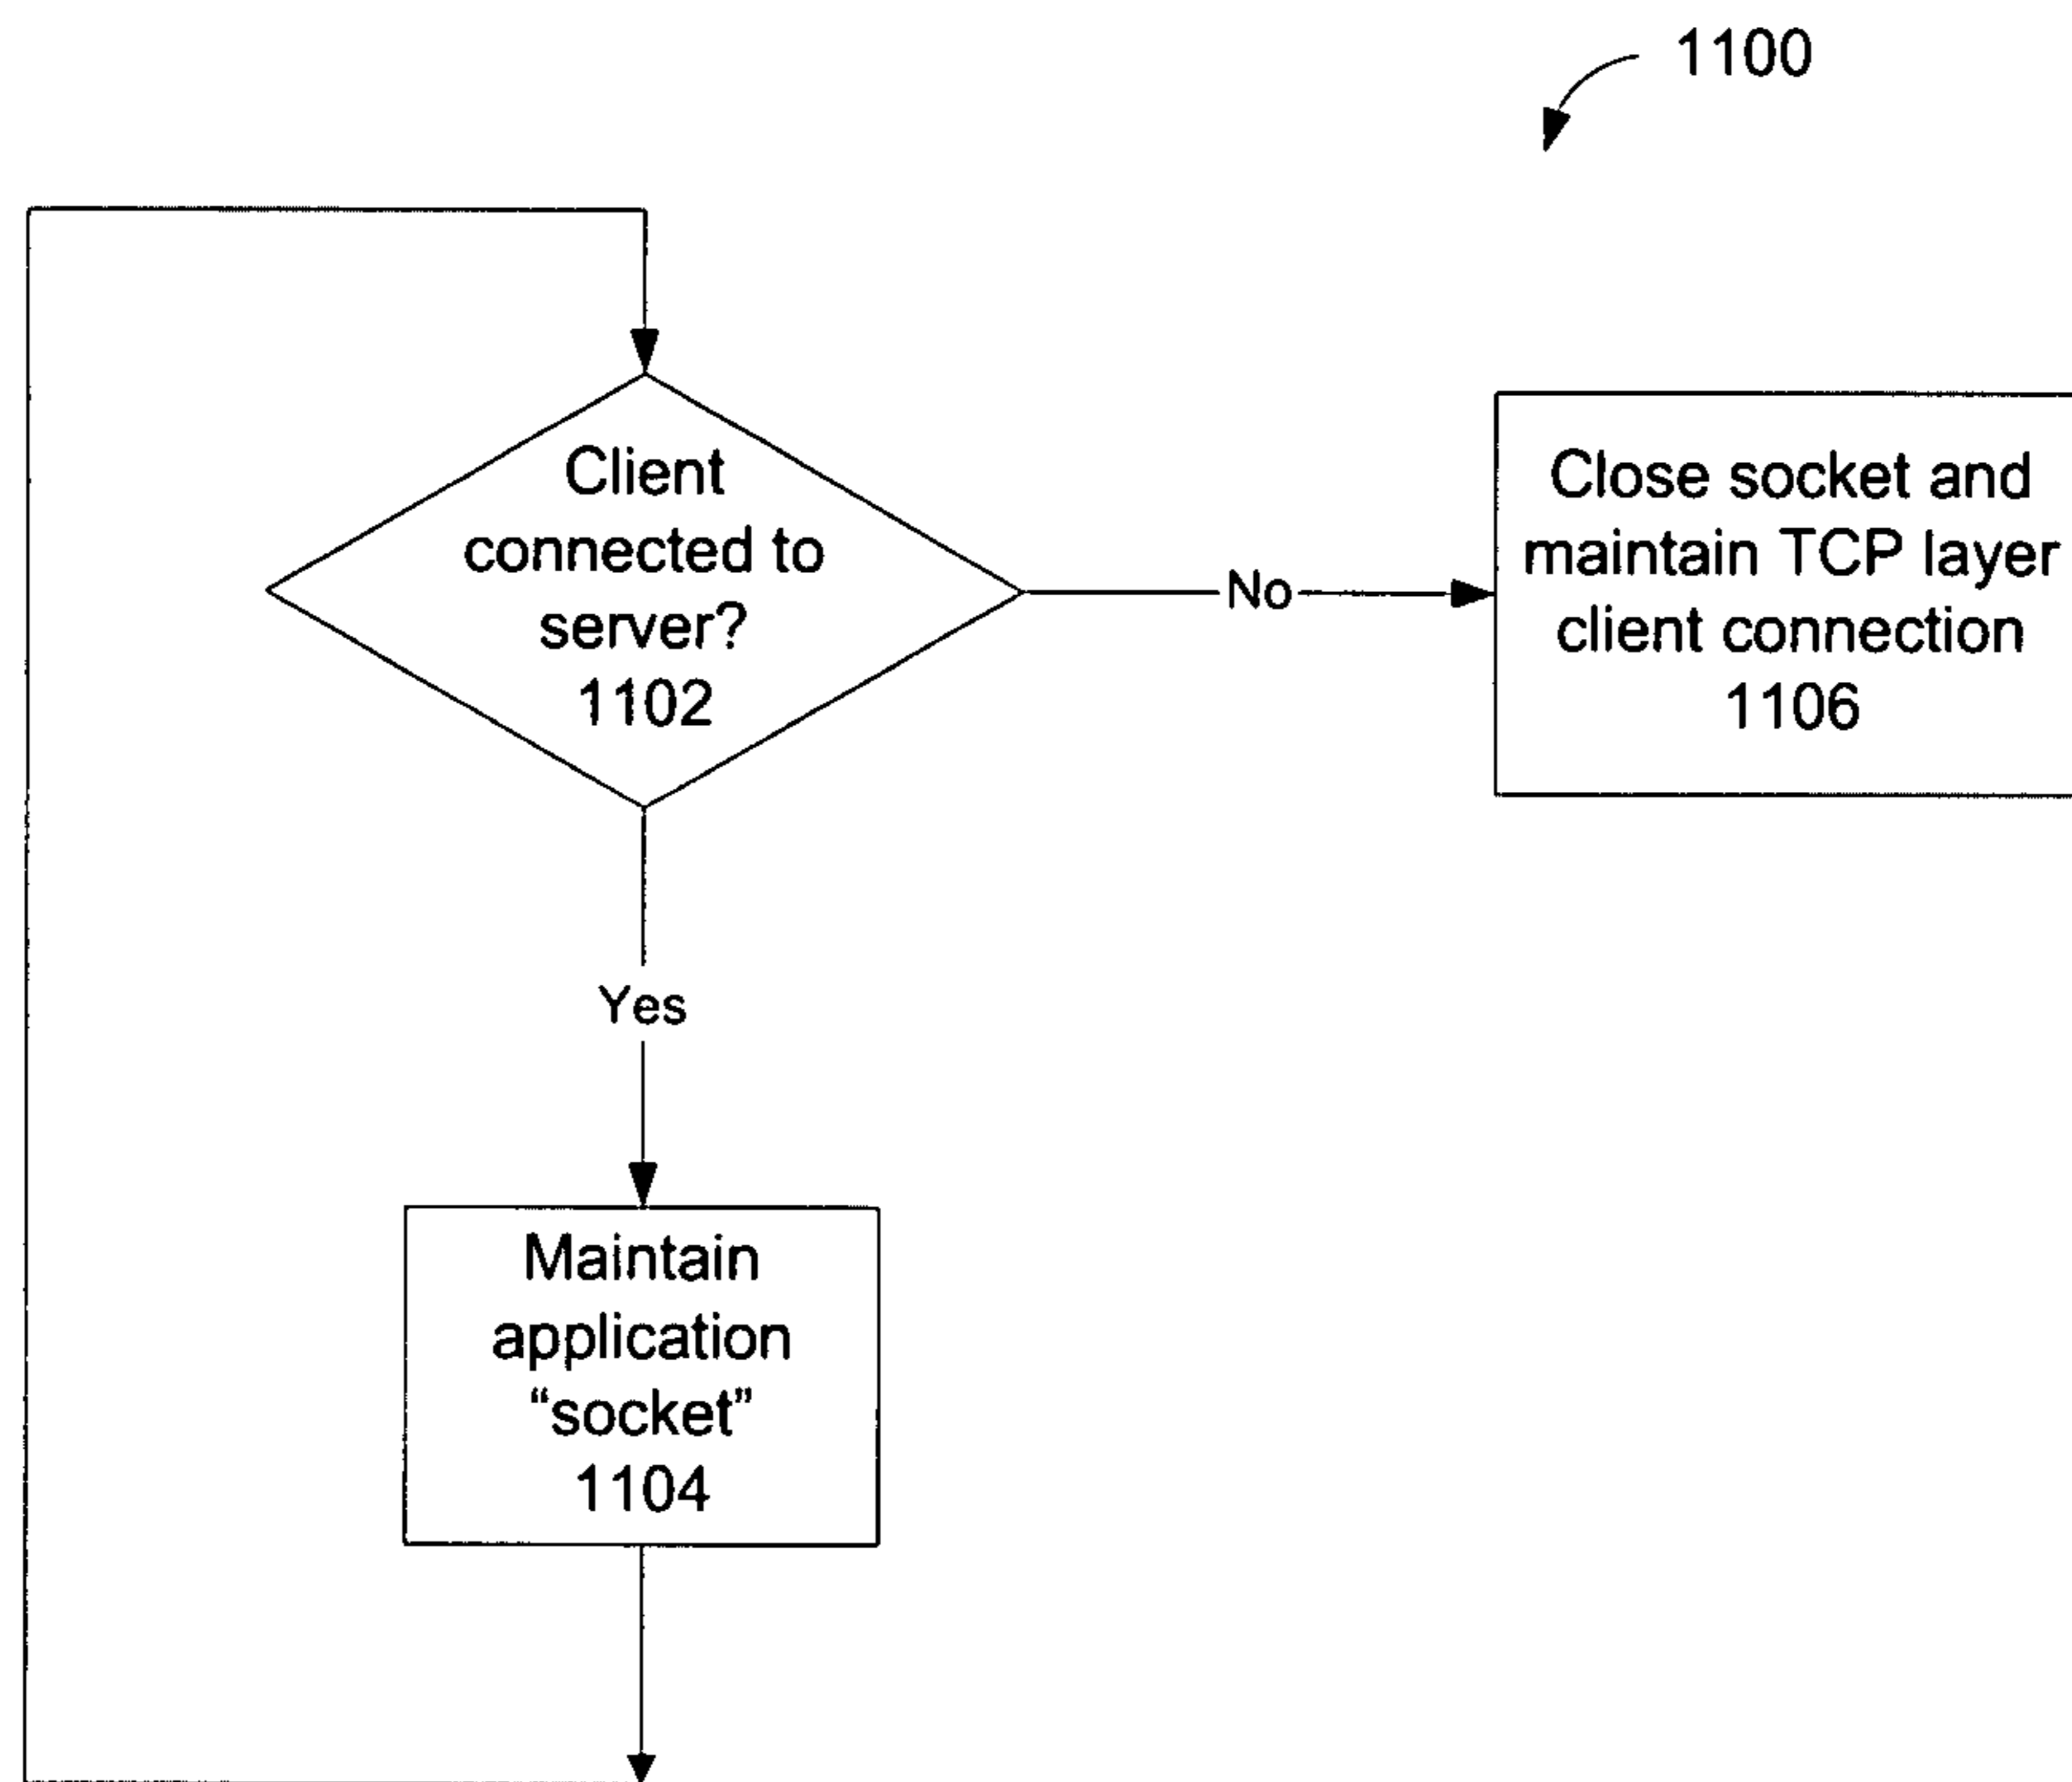 1100
Client
connected to
server?
1102
No
Close socket and
maintain TCP layer
client connection
1106
Yes
Maintain
application
“socket”
1104